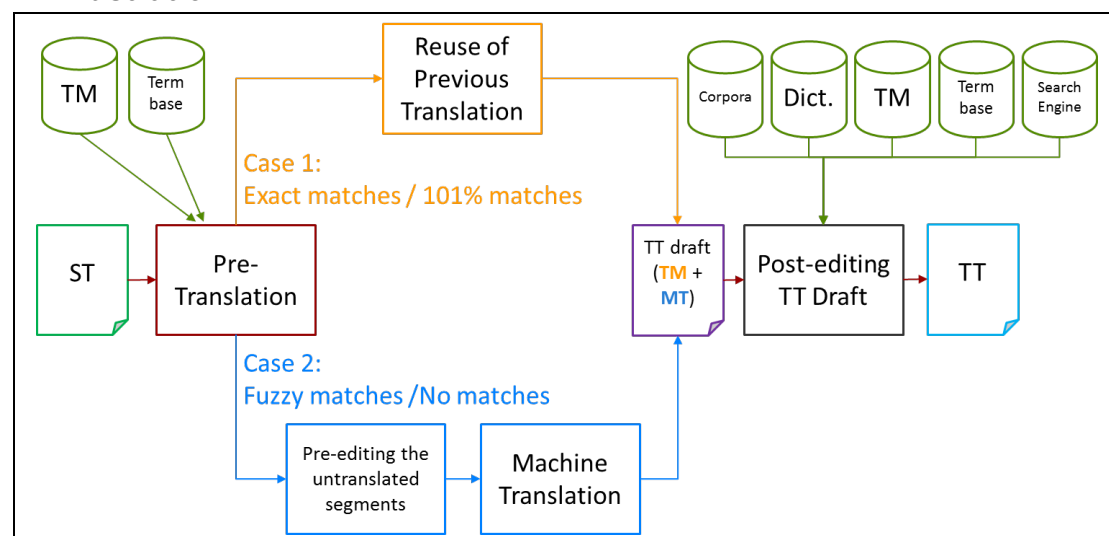 TM
Term
base
Reuse of
Previous
Translation
Corpora
Dict.
TM
Term
base
Search
Engine
Case 1:
Exact matches / 101% matches
ST
Pre-
Translation
TT draft
(TM +
MT)
Post-editing
TT Draft
TT
Case 2:
Fuzzy matches /No matches
Pre-editing the
untranslated
segments
Machine
Translation